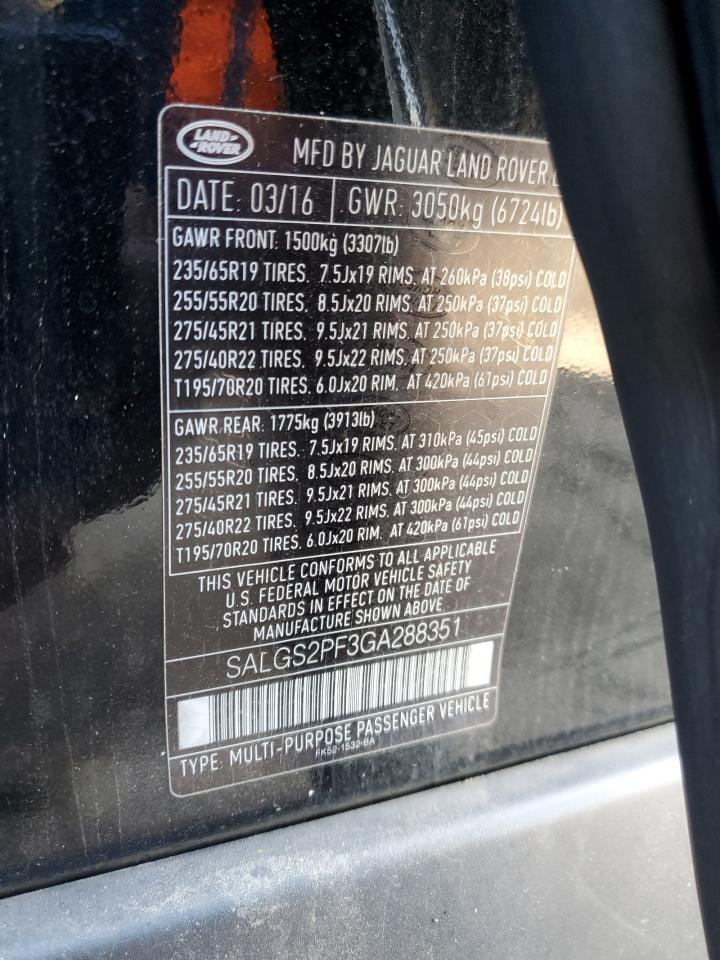 LAND-
-ROVER
MFD BY JAGUAR LAND ROVER
DATE: 03/16 GWR: 3050kg (6724lb)
GAWR FRONT: 1500kg (3307lb)
235/65R19 TIRES, 7.5Jx19 RIMS, AT 260kPa (38psi) COLD
255/55R20 TIRES, 8.5Jx20 RIMS, AT 250kPa (37psi) COLD
275/45R21 TIRES, 9.5Jx21 RIMS, AT 250kPa (37psi) COLD
275/40R22 TIRES, 9.5Jx22 RIMS, AT 250kPa (37psi) COLD
T195/70R20 TIRES, 6.0Jx20 RIM, AT 420kPa (61psi) COLD
GAWR REAR: 1775kg (3913lb)
235/65R19 TIRES, 7.5Jx19 RIMS, AT 310kPa (45psi) COLD
255/55R20 TIRES, 8.5Jx20 RIMS, AT 300kPa (44psi) COLD
275/45R21 TIRES, 9.5Jx21 RIMS, AT 300kPa (44psi) COLD
275/40R22 TIRES, 9.5Jx22 RIMS, AT 300kPa (44psi) COLD
T195/70R20 TIRES, 6.0Jx20 RIM, AT 420kPa (61psi) COLD
THIS VEHICLE CONFORMS TO ALL APPLICABLE
U.S. FEDERAL MOTOR VEHICLE SAFETY
STANDARDS IN EFFECT ON THE DATE OF
MANUFACTURE SHOWN ABOVE
SALGS2PF3GA288351
TYPE: MULTI-PURPOSE PASSENGER VEHICLE
FK52-1532-BA